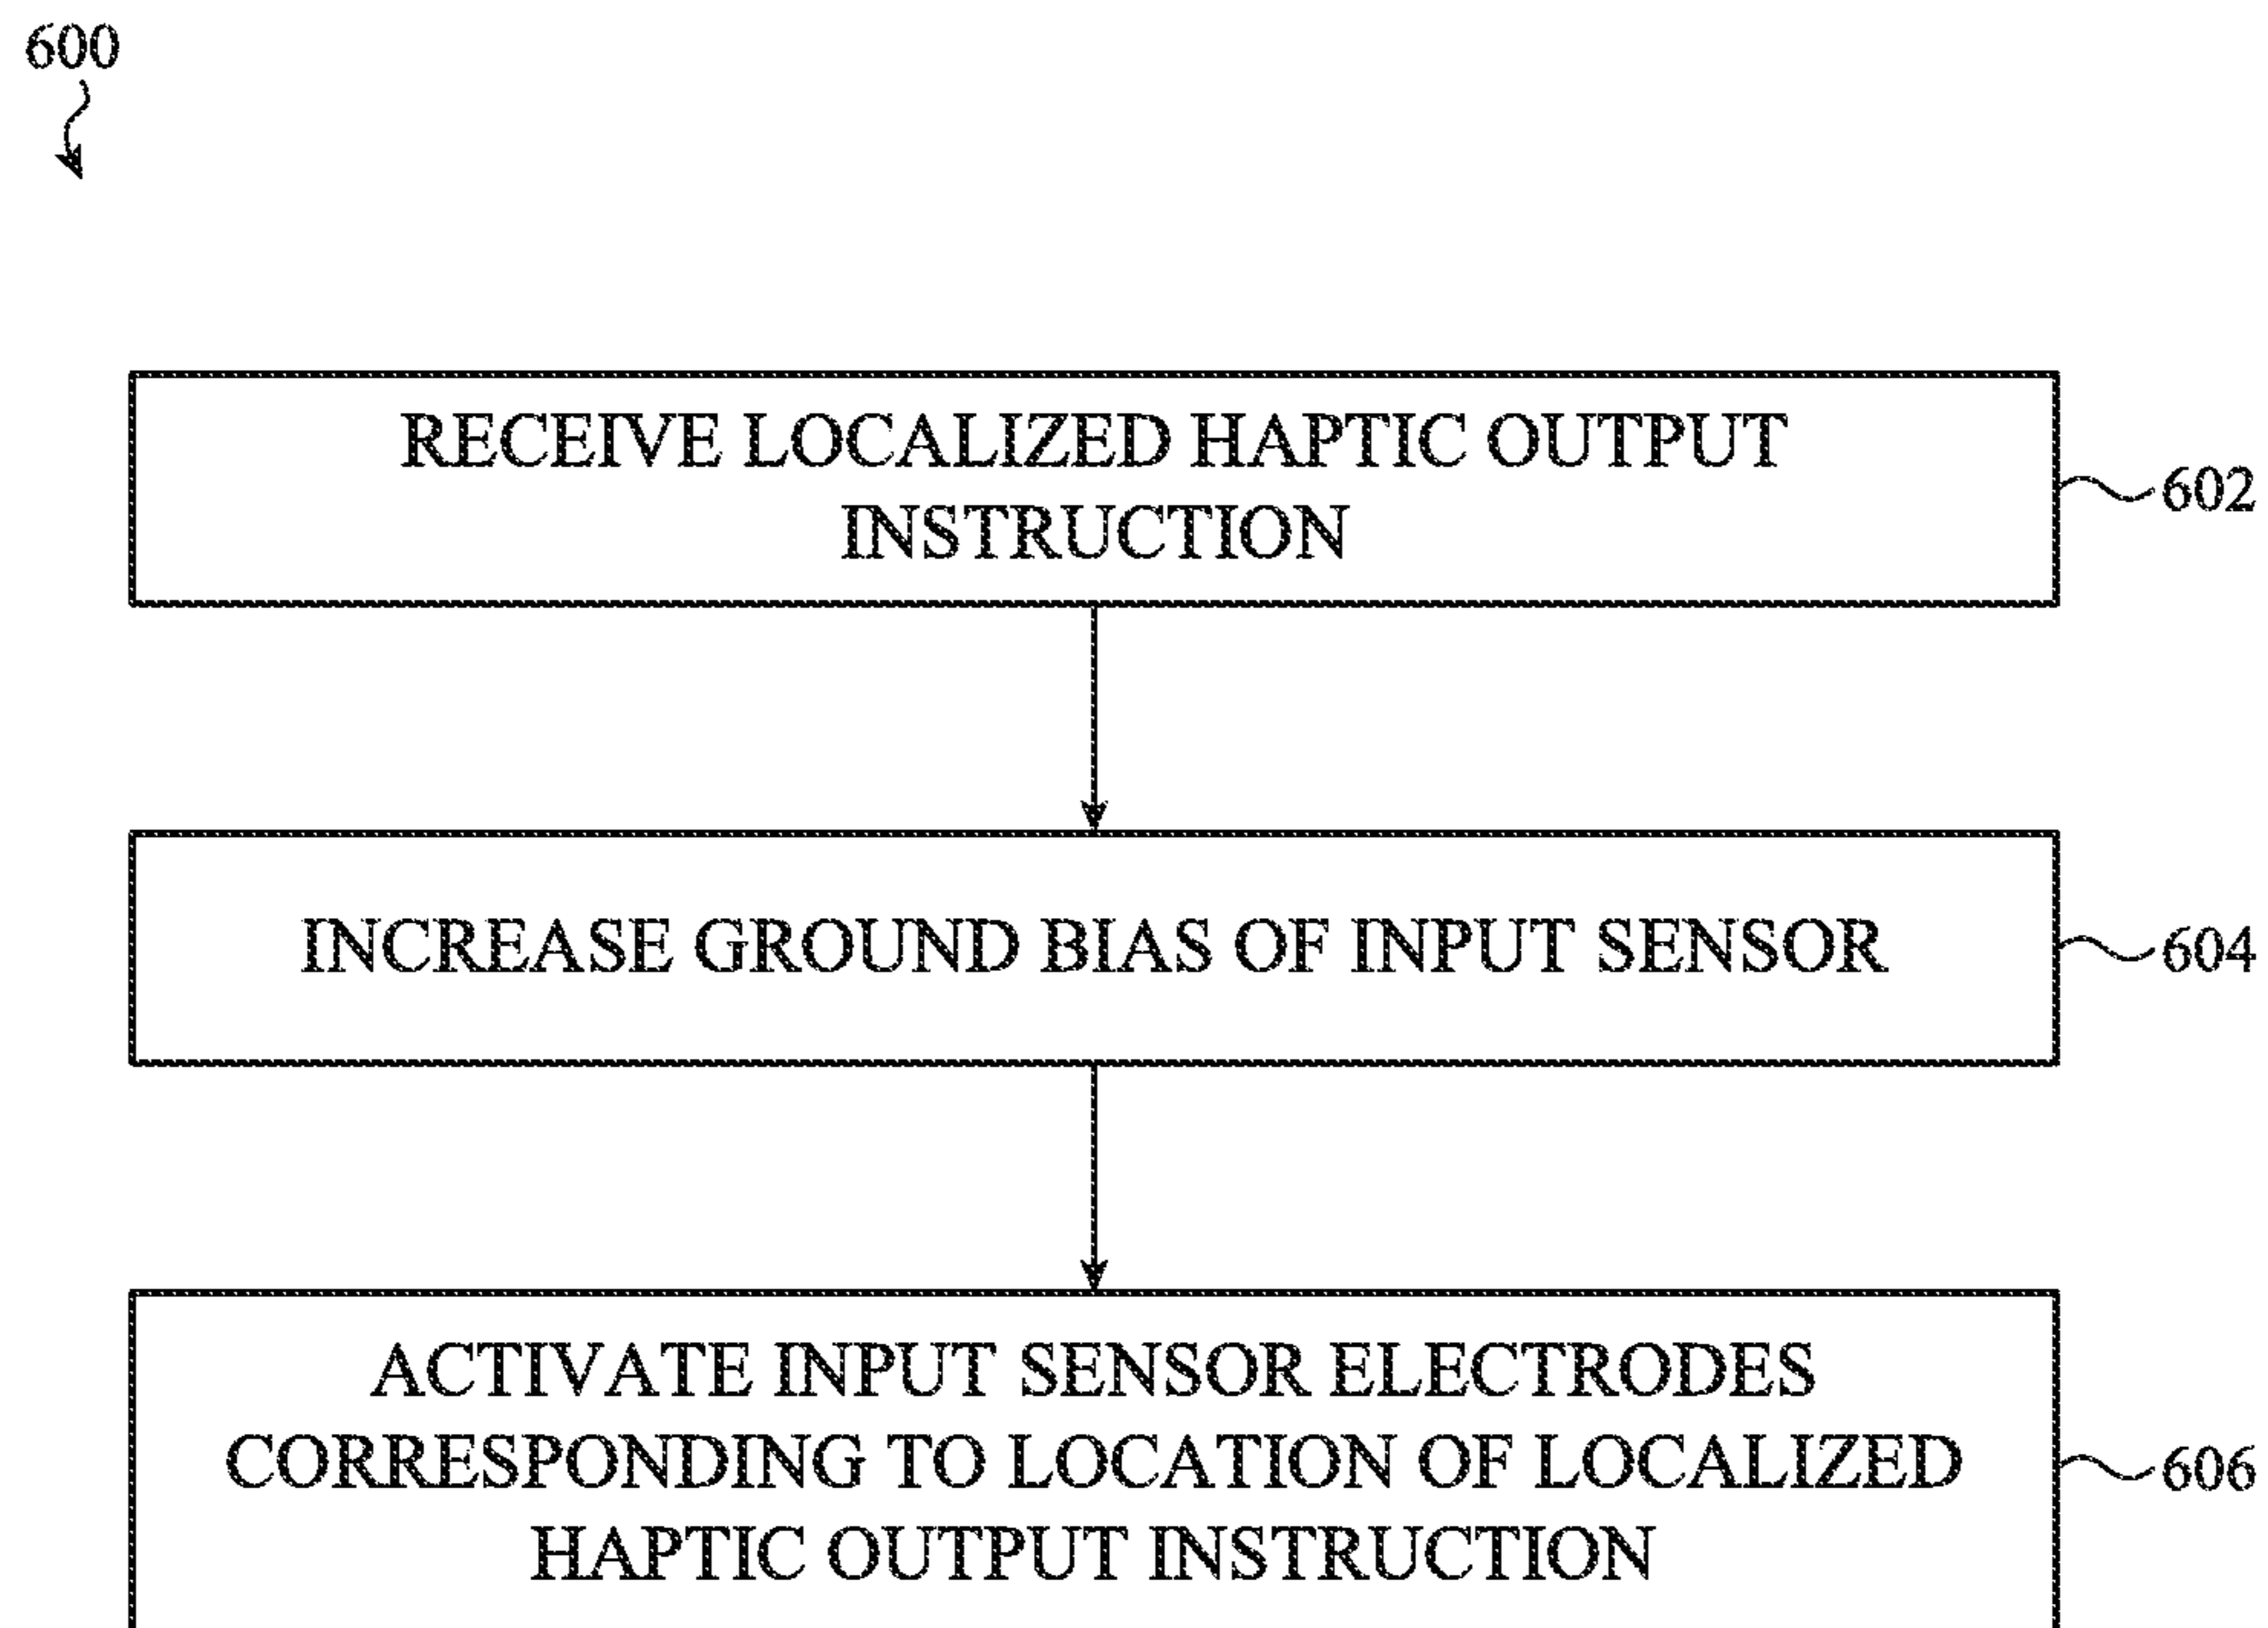 600
RECEIVE LOCALIZED HAPTIC OUTPUT
INSTRUCTION
602
INCREASE GROUND BIAS OF INPUT SENSOR
604
ACTIVATE INPUT SENSOR ELECTRODES
CORRESPONDING TO LOCATION OF LOCALIZED
HAPTIC OUTPUT INSTRUCTION
606